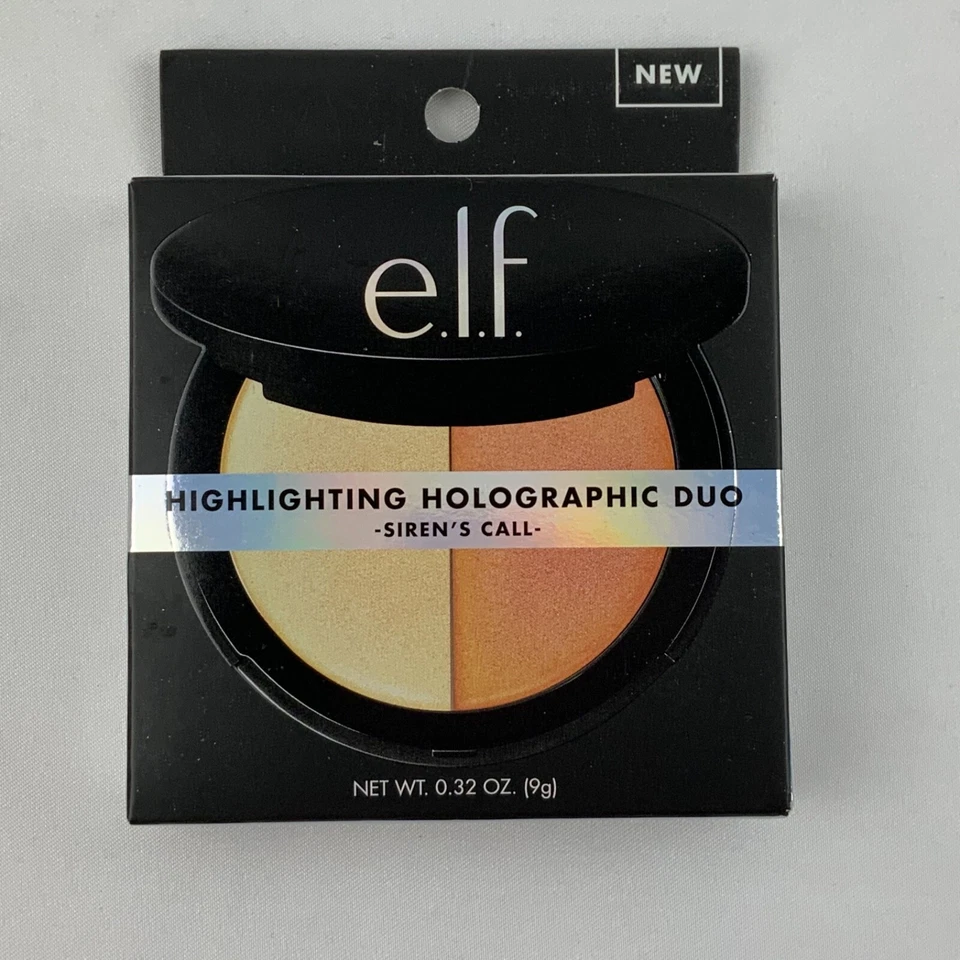 NEW
e.l.f.
HIGHLIGHTING HOLOGRAPHIC DUO
-SIREN'S CALL-
NET WT. 0.32 OZ. (9g)